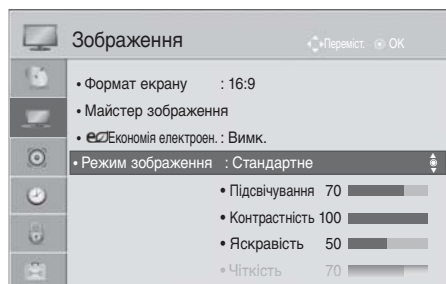 Зображення
Переміст. OK
• Формат екрану : 16:9
• Майстер зображення
• eco Економія електроен. : Вимк.
• Режим зображення : Стандартне
• Підсвічування 70
• Контрастність 100
• Яскравість 50
• Чіткість 70